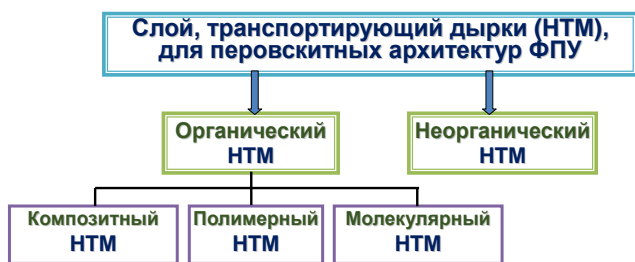 Слой, транспортирующий дырки (HTM),
для перовскитных архитектур ФПУ
Органический
HTM
Неорганический
HTM
Композитный
HTM
Полимерный
HTM
Молекулярный
HTM